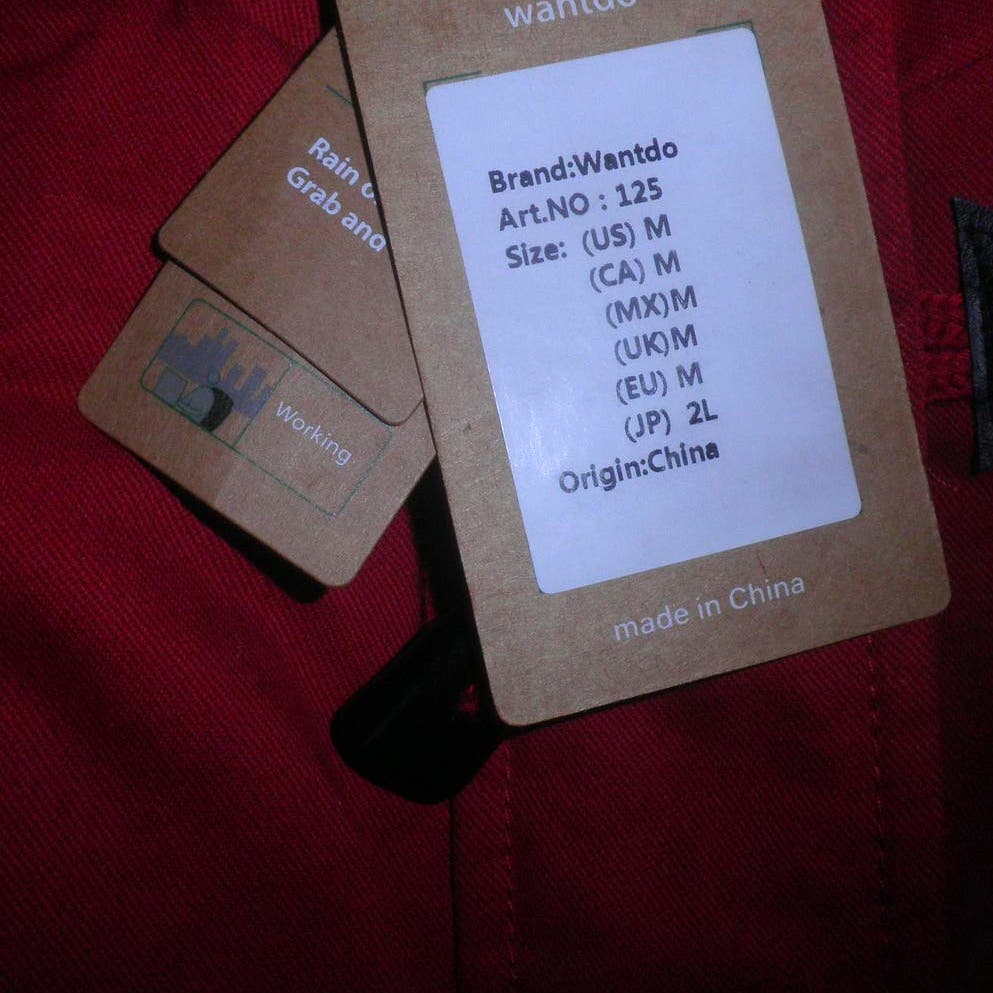 wantdo
Brand:Wantdo
Art.NO : 125
Size: (US) M
(CA) M
(MX)M
(UK)M
(EU) M
(JP) 2L
Origin:China
made in China
Rain
Grab and
Working